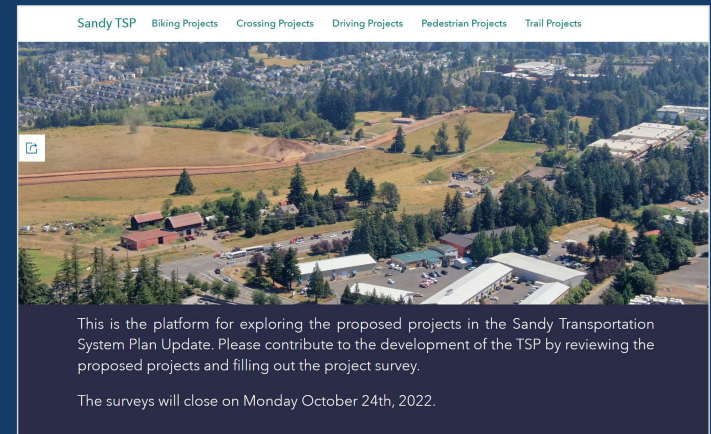 Sandy TSP Biking Projects Crossing Projects Driving Projects Pedestrian Projects Trail Projects
This is the platform for exploring the proposed projects in the Sandy Transportation
System Plan Update. Please contribute to the development of the TSP by reviewing the
proposed projects and filling out the project survey.
The surveys will close on Monday October 24th, 2022.